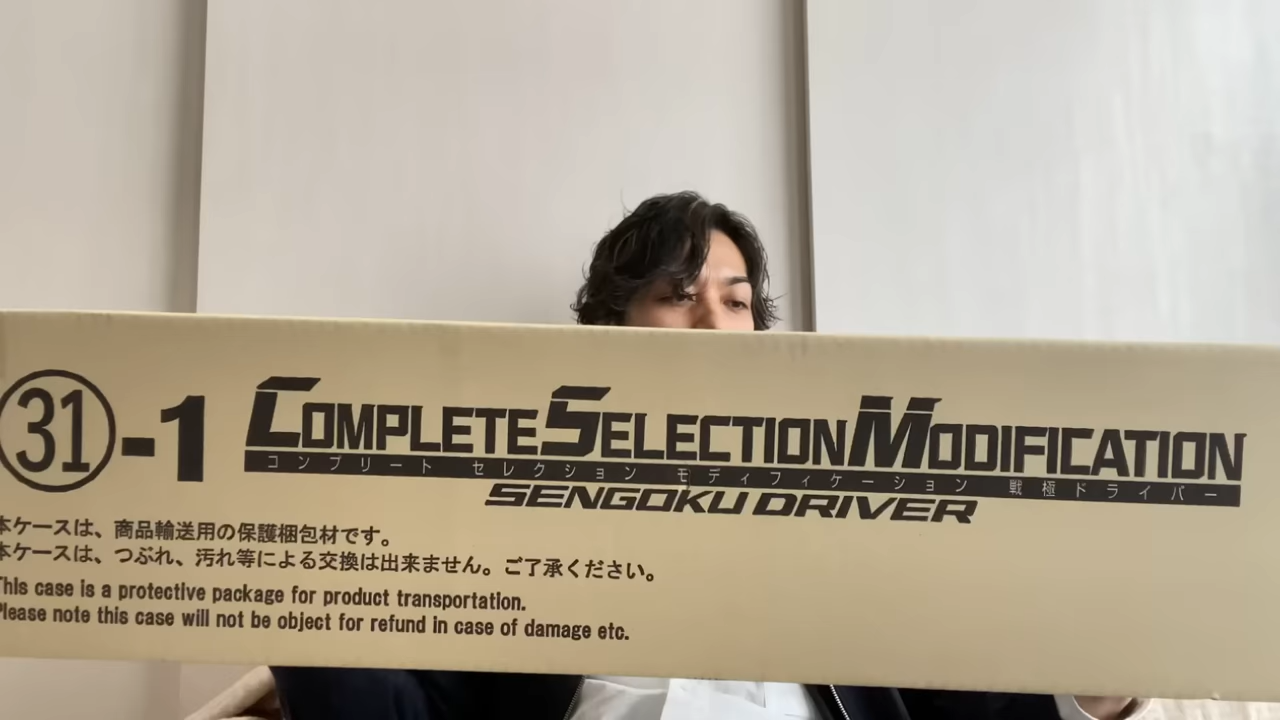 31-1 COMPLETE SELECTION MODIFICATION
コンプリート セレクション モディフィケーション 戦極ドライバー
SENGOKU DRIVER
本ケースは、商品輸送用の保護梱包材です。
本ケースは、つぶれ、汚れ等による交換は出来ません。ご了承ください。
This case is a protective package for product transportation.
Please note this case will not be object for refund in case of damage etc.